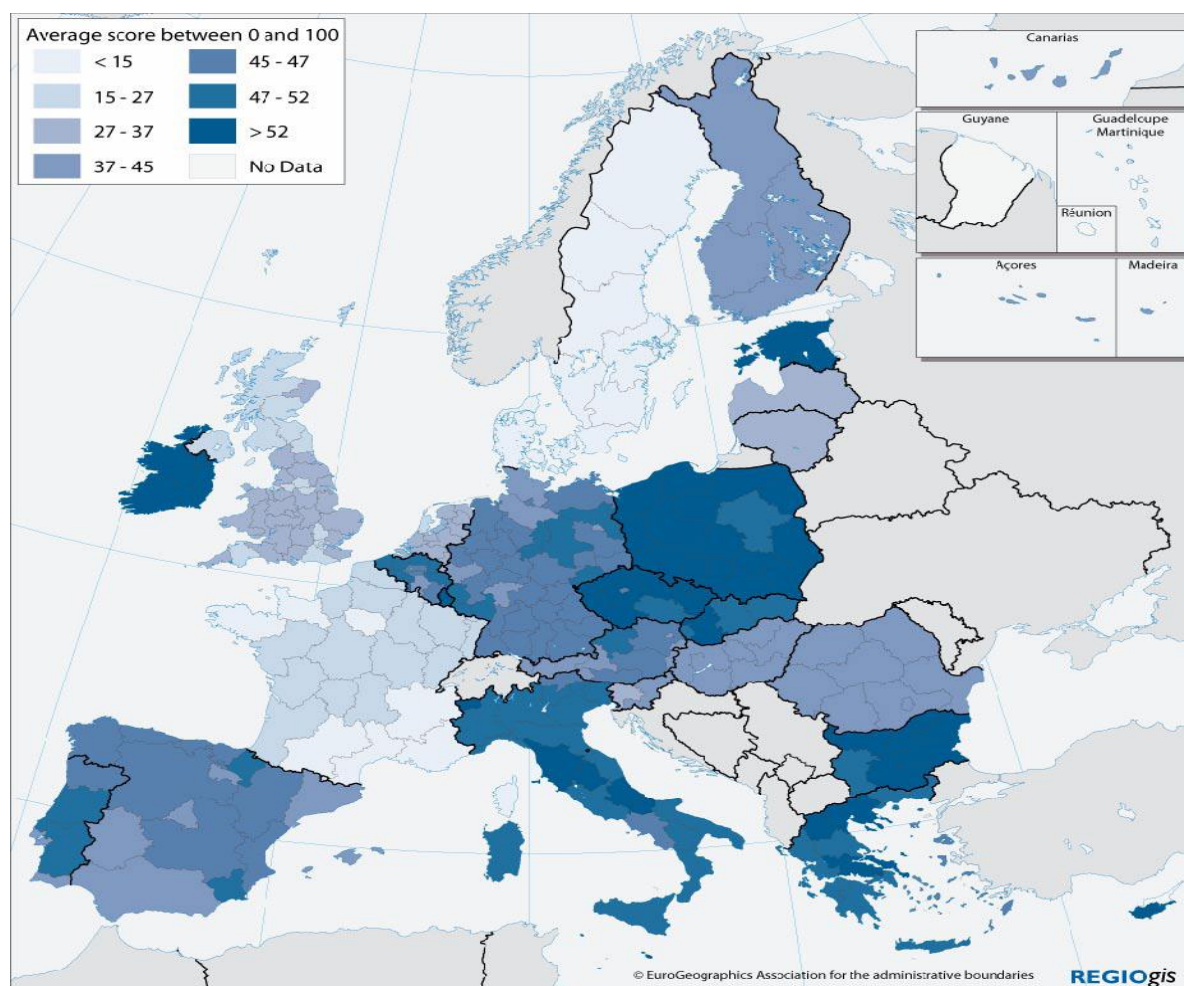 Average score between 0 and 100
< 15
45 - 47
15 - 27
47 - 52
27 - 37
> 52
37 - 45
No Data
Canarias
Guyane
Guadelcupe
Martinique
Réunion
Açores
Madeira
© EuroGeographics Association for the administrative boundaries
REGIOgis